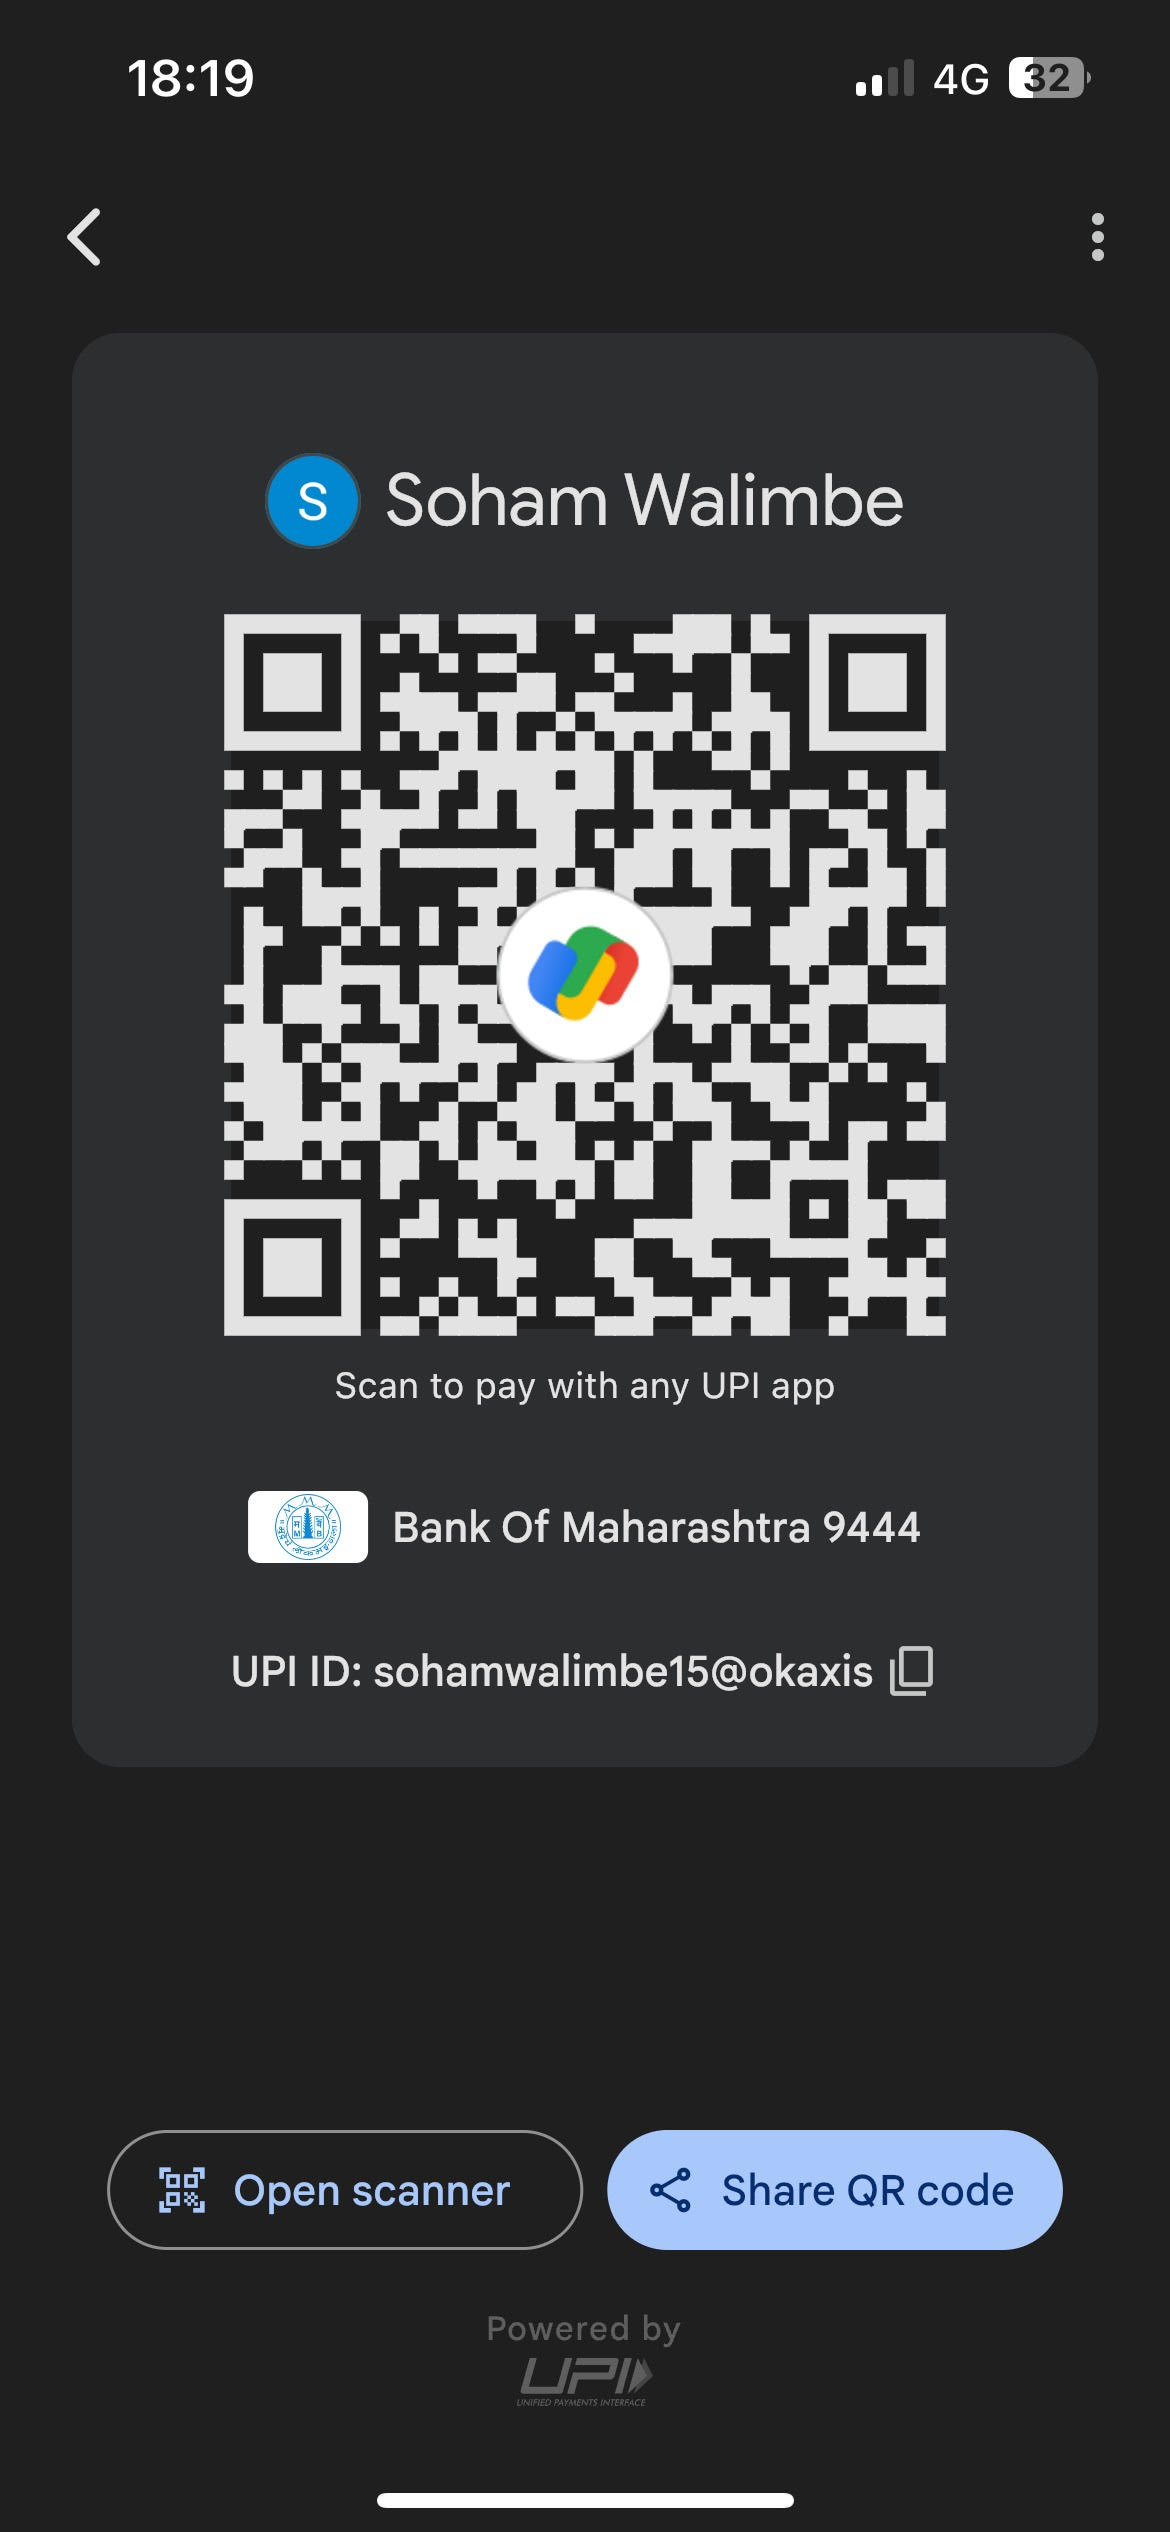 18:19
4G 32
S Soham Walimbe
Scan to pay with any UPI app
Bank Of Maharashtra 9444
UPI ID: sohamwalimbe15@okaxis
Open scanner
Share QR code
Powered by
UPI
UNIFIED PAYMENTS INTERFACE